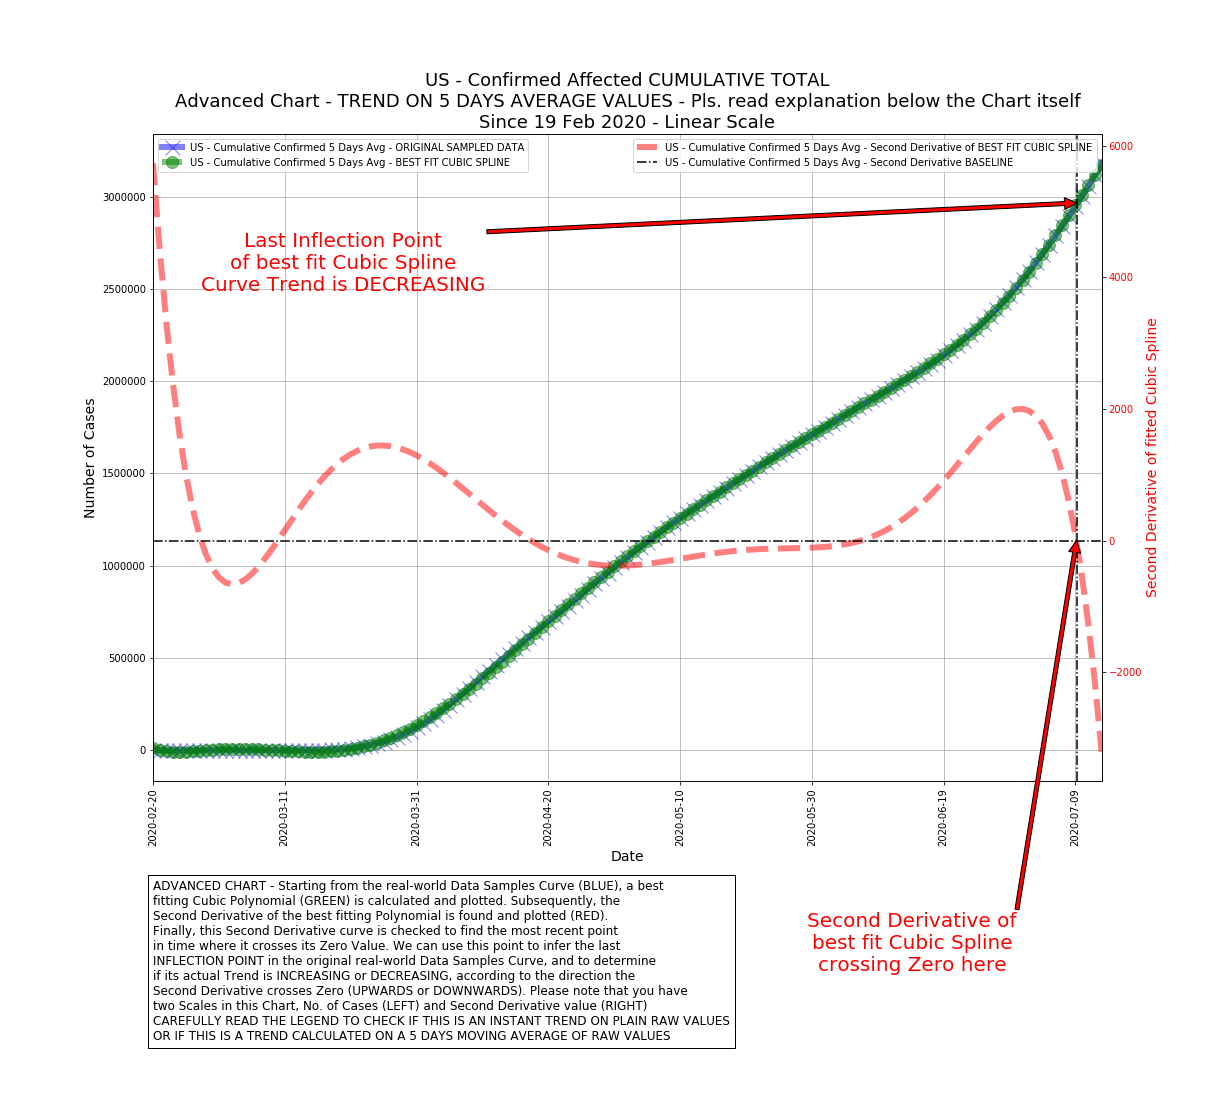 US - Confirmed Affected CUMULATIVE TOTAL
Advanced Chart - TREND ON 5 DAYS AVERAGE VALUES - Pls. read explanation below the Chart itself
Since 19 Feb 2020 - Linear Scale
US - Cumulative Confirmed 5 Days Avg - ORIGINAL SAMPLED DATA
US - Cumulative Confirmed 5 Days Avg - BEST FIT CUBIC SPLINE
US - Cumulative Confirmed 5 Days Avg - Second Derivative of BEST FIT CUBIC SPLINE
US - Cumulative Confirmed 5 Days Avg - Second Derivative BASELINE
Last Inflection Point
of best fit Cubic Spline
Curve Trend is DECREASING
Number of Cases
3000000
2500000
2000000
1500000
1000000
500000
0
6000
4000
2000
0
−2000
Second Derivative of fitted Cubic Spline
2020-02-20
2020-03-11
2020-03-31
2020-04-20
2020-05-10
2020-05-30
2020-06-19
2020-07-09
Date
ADVANCED CHART - Starting from the real-world Data Samples Curve (BLUE), a best
fitting Cubic Polynomial (GREEN) is calculated and plotted. Subsequently, the
Second Derivative of the best fitting Polynomial is found and plotted (RED).
Finally, this Second Derivative curve is checked to find the most recent point
in time where it crosses its Zero Value. We can use this point to infer the last
INFLECTION POINT in the original real-world Data Samples Curve, and to determine
if its actual Trend is INCREASING or DECREASING, according to the direction the
Second Derivative crosses Zero (UPWARDS or DOWNWARDS). Please note that you have
two Scales in this Chart, No. of Cases (LEFT) and Second Derivative value (RIGHT)
CAREFULLY READ THE LEGEND TO CHECK IF THIS IS AN INSTANT TREND ON PLAIN RAW VALUES
OR IF THIS IS A TREND CALCULATED ON A 5 DAYS MOVING AVERAGE OF RAW VALUES
Second Derivative of
best fit Cubic Spline
crossing Zero here